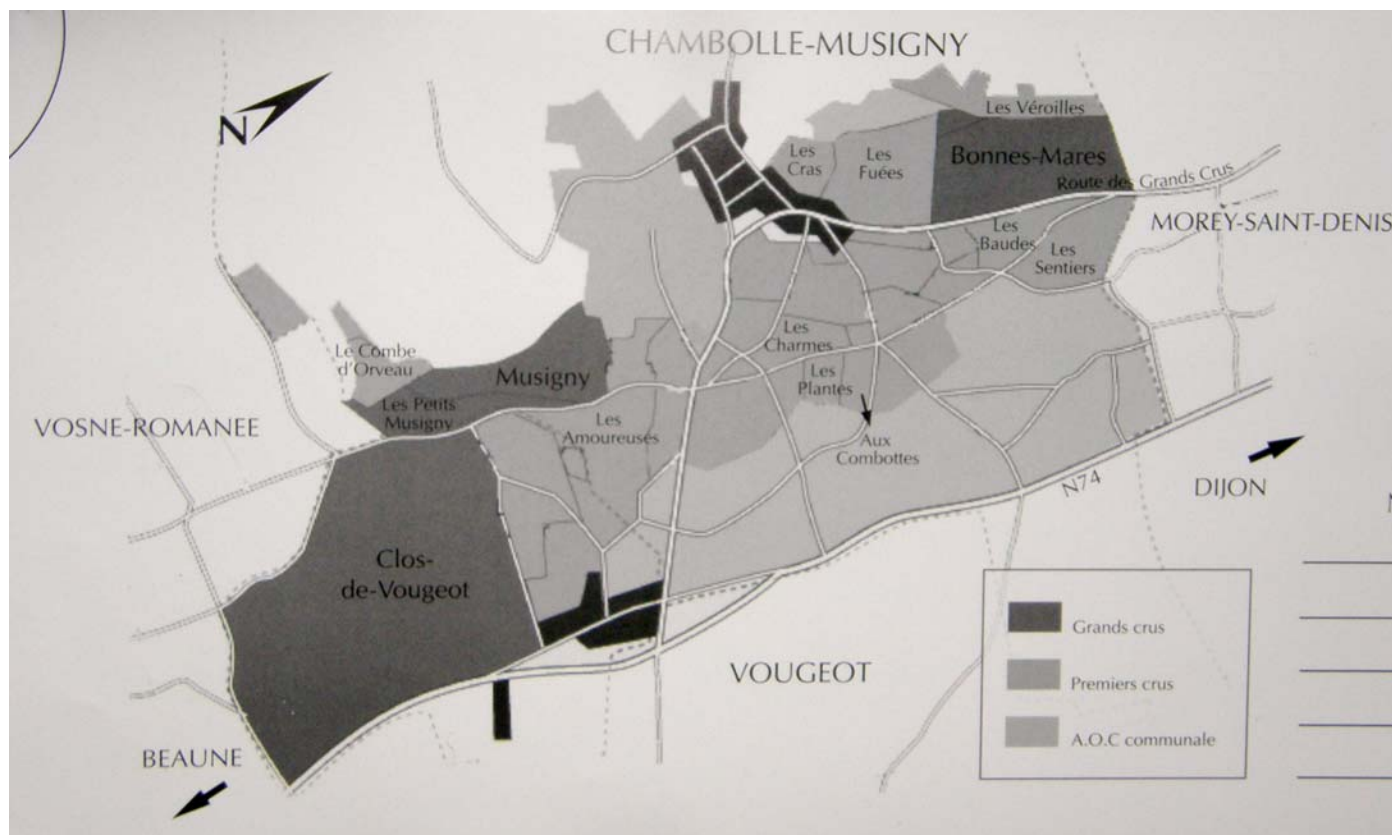 CHAMBOLLE-MUSIGNY
N
Les Véroilles
Les
Cras
Les
Fuées
Bonnes-Mares
Route des Grands Crus
MOREY-SAINT-DENIS
Les
Baudes
Les
Sentiers
Le Combe
d'Orveau
Musigny
Les
Charmes
Les
Plantes
Les Petits
Musigny
VOSNE-ROMANEE
Les
Amoureuses
Aux
Combottes
N74
DIJON
Clos-
de-Vougeot
VOUGEOT
BEAUNE
Grands crus
Premiers crus
A.O.C communale